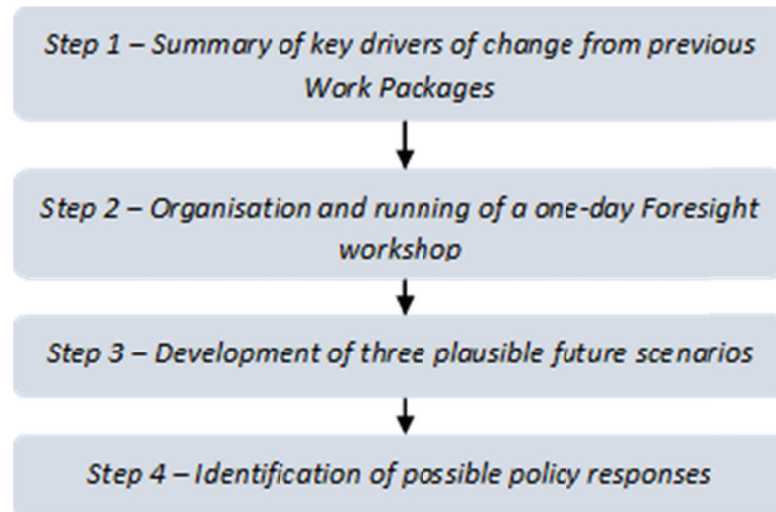 Step 1 – Summary of key drivers of change from previous
Work Packages
Step 2 – Organisation and running of a one-day Foresight
workshop
Step 3 – Development of three plausible future scenarios
Step 4 – Identification of possible policy responses